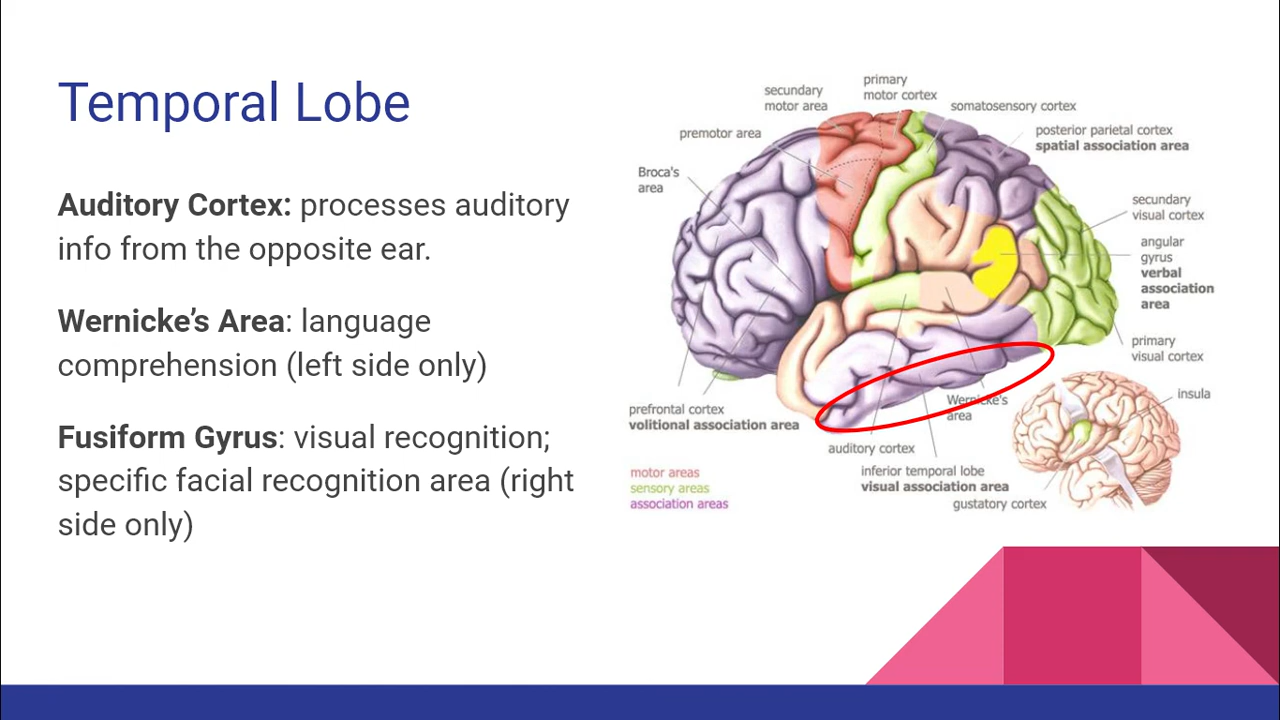 Temporal Lobe
Auditory Cortex: processes auditory
info from the opposite ear.
Wernicke’s Area: language
comprehension (left side only)
Fusiform Gyrus: visual recognition;
specific facial recognition area (right
side only)
primary
motor cortex
secondary
motor area
somatosensory cortex
premotor area
posterior parietal cortex
spatial association area
Broca's
area
secondary
visual cortex
angular
gyrus
verbal
association
area
primary
visual cortex
insula
Wernicke's
area
prefrontal cortex
volitional association area
auditory cortex
inferior temporal lobe
visual association area
gustatory cortex
motor areas
sensory areas
association areas